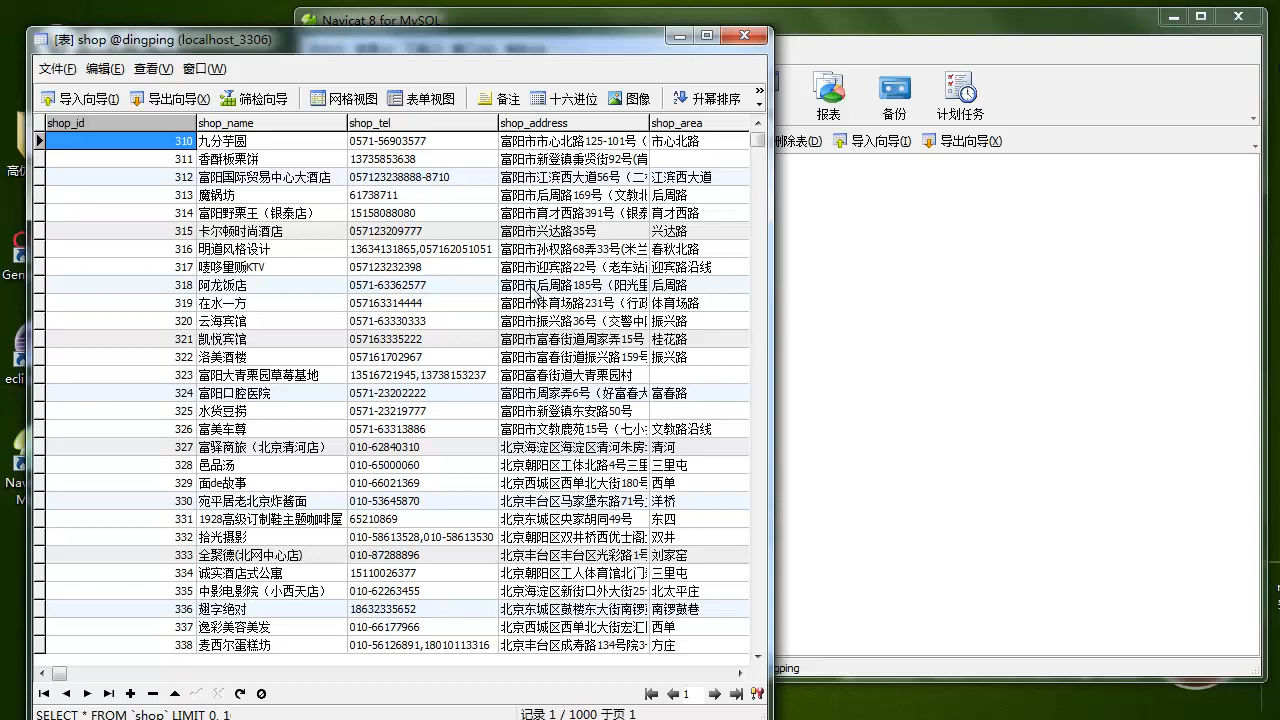 Navicat 8 for MySQL
[表] shop @dingping (localhost_3306)
文件(F) 编辑(E) 查看(V) 窗口(W)
导入向导(I) 导出向导(X) 筛检向导 网格视图 表单视图 备注 十六进位 图像 升幂排序
报表 备份 计划任务
删除表(D) 导入向导(I) 导出向导(X)
shop_id shop_name shop_tel shop_address shop_area
310 九分芋圆 0571-56903577 富阳市市心北路125-101号( 市心北路
311 香酥板栗饼 13735853638 富阳市新登镇兼贤街92号(肯
312 富阳国际贸易中心大酒店 057123238888-8710 富阳市江滨西大道56号(二 江滨西大道
313 魔锅坊 61738711 富阳市后周路169号(文教北 后周路
314 富阳野栗王(银泰店) 15158088080 富阳市育才西路391号(银泰 育才西路
315 卡尔顿时尚酒店 057123209777 富阳市兴达路35号 兴达路
316 明道风格设计 13634131865,057162051051 富阳市孙权路68弄33号(米兰 春秋北路
317 唛哆量贩KTV 057123232398 富阳市迎宾路22号(老车站 迎宾路沿线
318 阿龙饭店 0571-63362577 富阳市后周路185号(阳光 后周路
319 在水一方 057163314444 富阳市体育场路231号(行政 体育场路
320 云海宾馆 0571-63330333 富阳市振兴路36号(交警中 振兴路
321 凯悦宾馆 057163335222 富阳市富春街道周家弄15号 桂花路
322 洛美酒楼 057161702967 富阳市富春街道振兴路159号 振兴路
323 富阳大青栗园草莓基地 13516721945,13738153237 富阳富春街道大青栗园村
324 富阳口腔医院 0571-23202222 富阳市周家弄6号(好富春大 富春路
325 水货豆捞 0571-23219777 富阳市新登镇东安路50号
326 富美车尊 0571-63313886 富阳市文教鹿苑15号(七小 文教路沿线
327 富驿商旅(北京清河店) 010-62840310 北京海淀区海淀区清河朱房 清河
328 邑品汤 010-65000060 北京朝阳区工体北路4号三里 三里屯
329 面de故事 010-66021369 北京西城区西单北大街180号 西单
330 宛平居老北京炸酱面 010-53645870 北京丰台区马家堡东路71号 洋桥
331 1928高级订制鞋主题咖啡屋 65210869 北京东城区央家胡同49号 东四
332 拾光摄影 010-58613528,010-58613530 北京朝阳区双井桥西优士阁 双井
333 全聚德(北网中心店) 010-87288896 北京丰台区丰台区光彩路1号 刘家窑
334 诚实酒店式公寓 15110026377 北京朝阳区工人体育馆北门 三里屯
335 中影电影院(小西天店) 010-62263455 北京海淀区新街口外大街25 北太平庄
336 翅字绝对 18632335652 北京东城区鼓楼东大街南锣 南锣鼓巷
337 逸彩美容美发 010-66177966 北京西城区西单北大街宏汇 西单
338 麦西尔蛋糕坊 010-56126891,18010113316 北京丰台区成寿路134号院3 方庄
1
SELECT * FROM `shop` LIMIT 0, 1
记录 1 / 1000 于页 1
gping
Gen
ecli
Nav
M